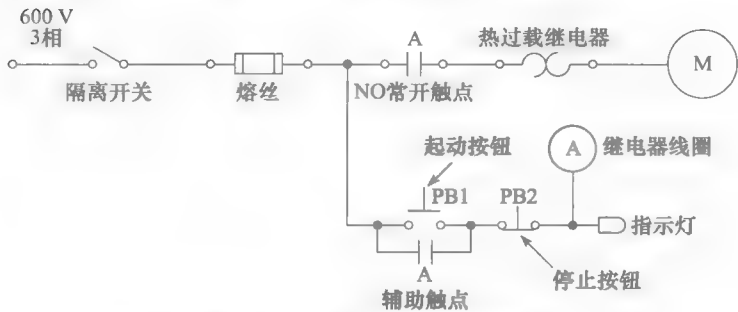 600 V
3相
隔离开关
熔丝
A
NO常开触点
热过载继电器
M
起动按钮
PB1
PB2
A
继电器线圈
指示灯
A
辅助触点
停止按钮